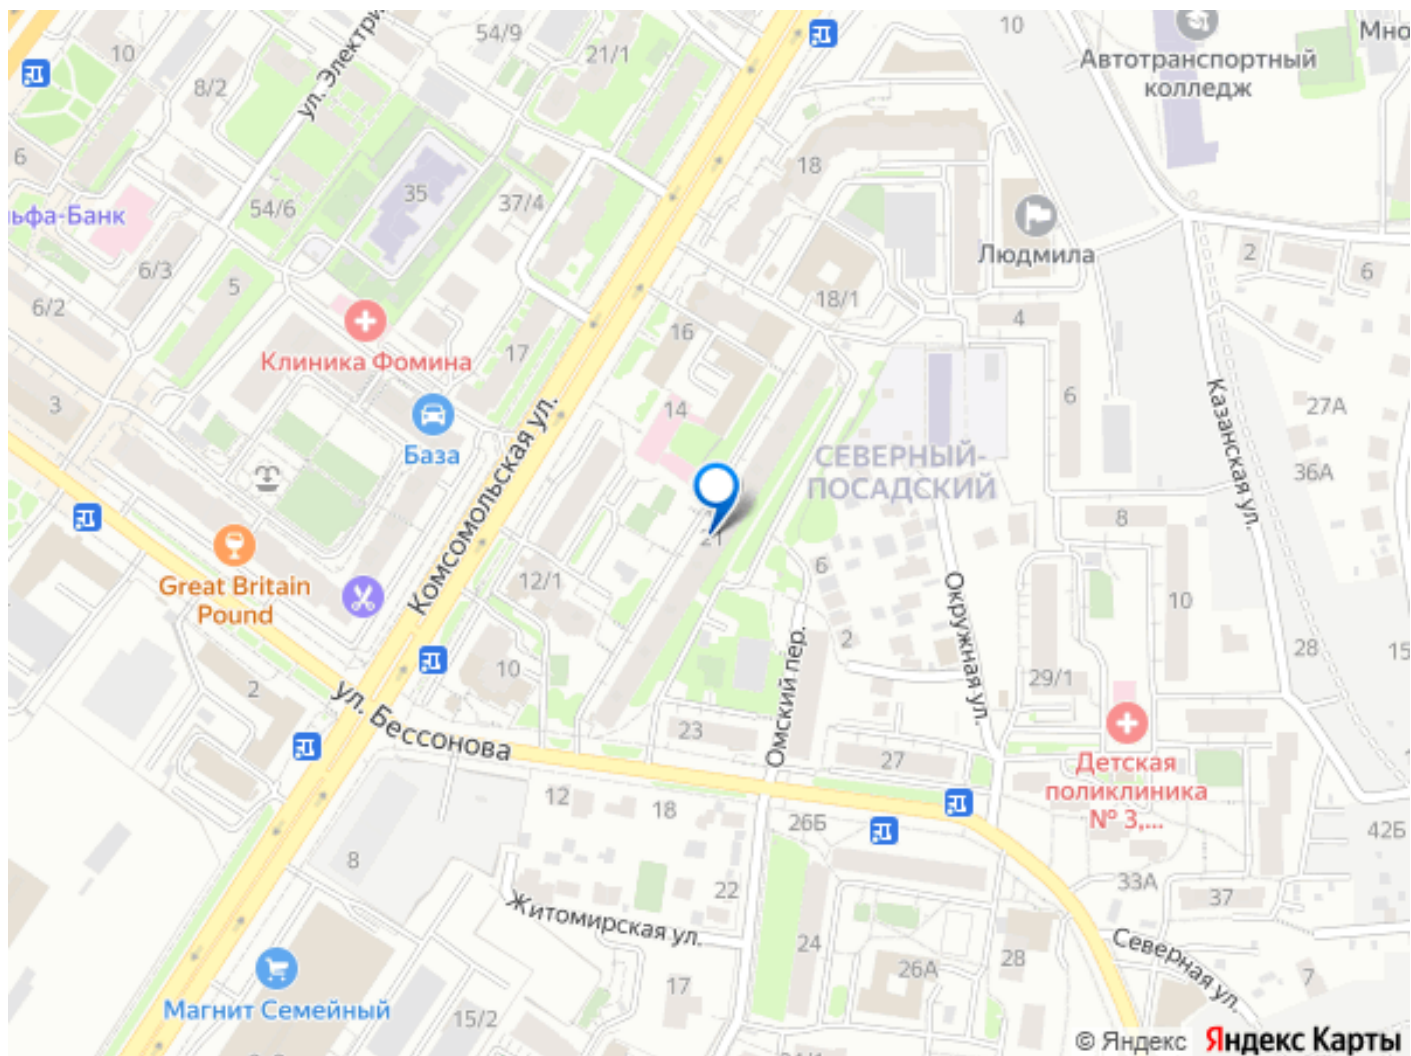 54/9
10
Мно
Автотранспортный
колледж
10
21/1
8/2
ул. Электри
6
18
35
54/6
37/4
ьфа-Банк
Людмила
2
6
6/3
5
6/2
18/1
4
16
Клиника Фомина
17
3
14
6
27А
База
Комсомольская ул.
СЕВЕРНЫЙ-
ПОСАДСКИЙ
Казанская ул.
36А
8
21
Great Britain
Pound
12/1
6
Окружная ул.
10
2
Омский пер.
28
15
10
29/1
2
ул. Бессонова
23
27
Детская
поликлиника
№ 3,...
12
18
26Б
42Б
8
22
33А
37
Житомирская ул.
24
26А
28
Северная ул.
7
17
Магнит Семейный
15/2
© Яндекс Яндекс Карты